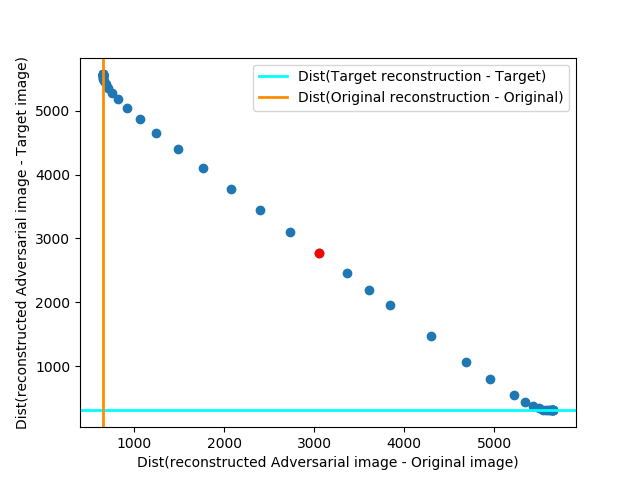 Dist(Target reconstruction - Target)
Dist(Original reconstruction - Original)
Dist(reconstructed Adversarial image - Target image)
5000
4000
3000
2000
1000
1000 2000 3000 4000 5000
Dist(reconstructed Adversarial image - Original image)